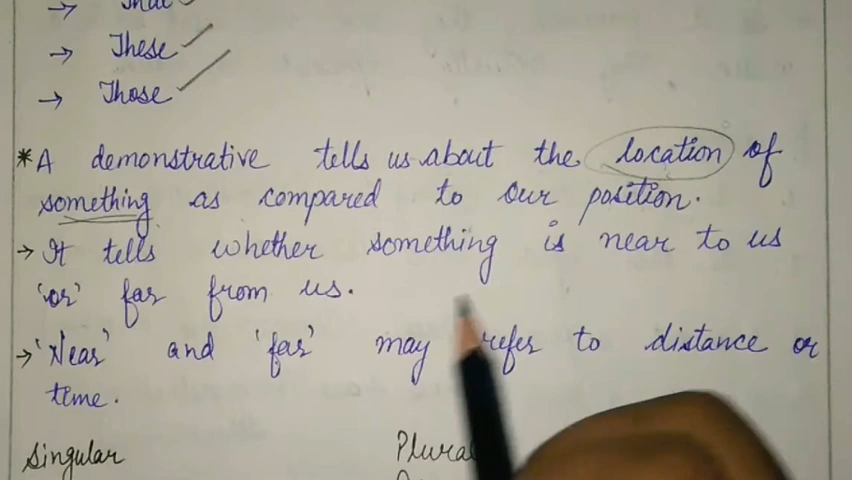 → That
→ These
→ Those
* A demonstrative tells us about the location of
something as compared to our position.
→ It tells whether something is near to us
'or' far from us.
→ 'Near' and 'far' may refer to distance or
time.
Singular Plural